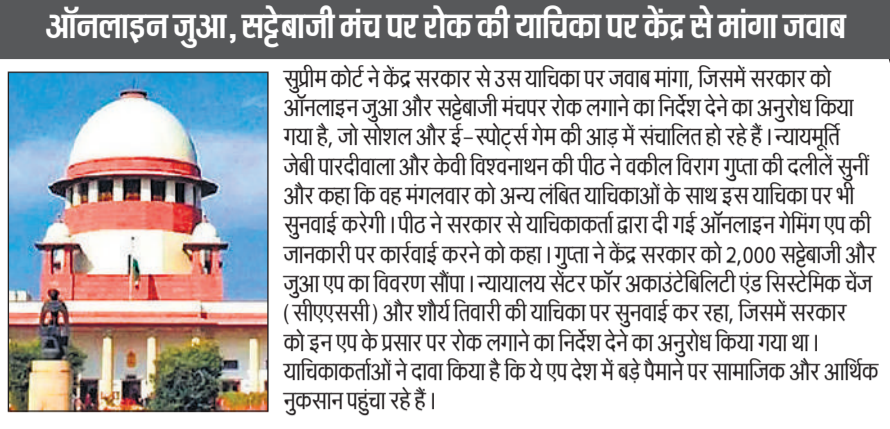 ऑनलाइन जुआ, सट्टेबाजी मंच पर रोक की याचिका पर केंद्र से मांगा जवाब
सुप्रीम कोर्ट ने केंद्र सरकार से उस याचिका पर जवाब मांगा, जिसमें सरकार को
ऑनलाइन जुआ और सट्टेबाजी मंचपर रोक लगाने का निर्देश देने का अनुरोध किया
गया है, जो सोशल और ई-स्पोर्ट्स गेम की आड़ में संचालित हो रहे हैं। न्यायमूर्ति
जेबी पारदीवाला और केवी विश्वनाथन की पीठ ने वकील विराग गुप्ता की दलीलें सुनीं
और कहा कि वह मंगलवार को अन्य लंबित याचिकाओं के साथ इस याचिका पर भी
सुनवाई करेगी। पीठ ने सरकार से याचिकाकर्ता द्वारा दी गई ऑनलाइन गेमिंग एप की
जानकारी पर कार्रवाई करने को कहा। गुप्ता ने केंद्र सरकार को 2,000 सट्टेबाजी और
जुआ एप का विवरण सौंपा। न्यायालय सेंटर फॉर अकाउंटेबिलिटी एंड सिस्टेमिक चेंज
(सीएएससी) और शौर्य तिवारी की याचिका पर सुनवाई कर रहा, जिसमें सरकार
को इन एप के प्रसार पर रोक लगाने का निर्देश देने का अनुरोध किया गया था।
याचिकाकर्ताओं ने दावा किया है कि ये एप देश में बड़े पैमाने पर सामाजिक और आर्थिक
नुकसान पहुंचा रहे हैं।